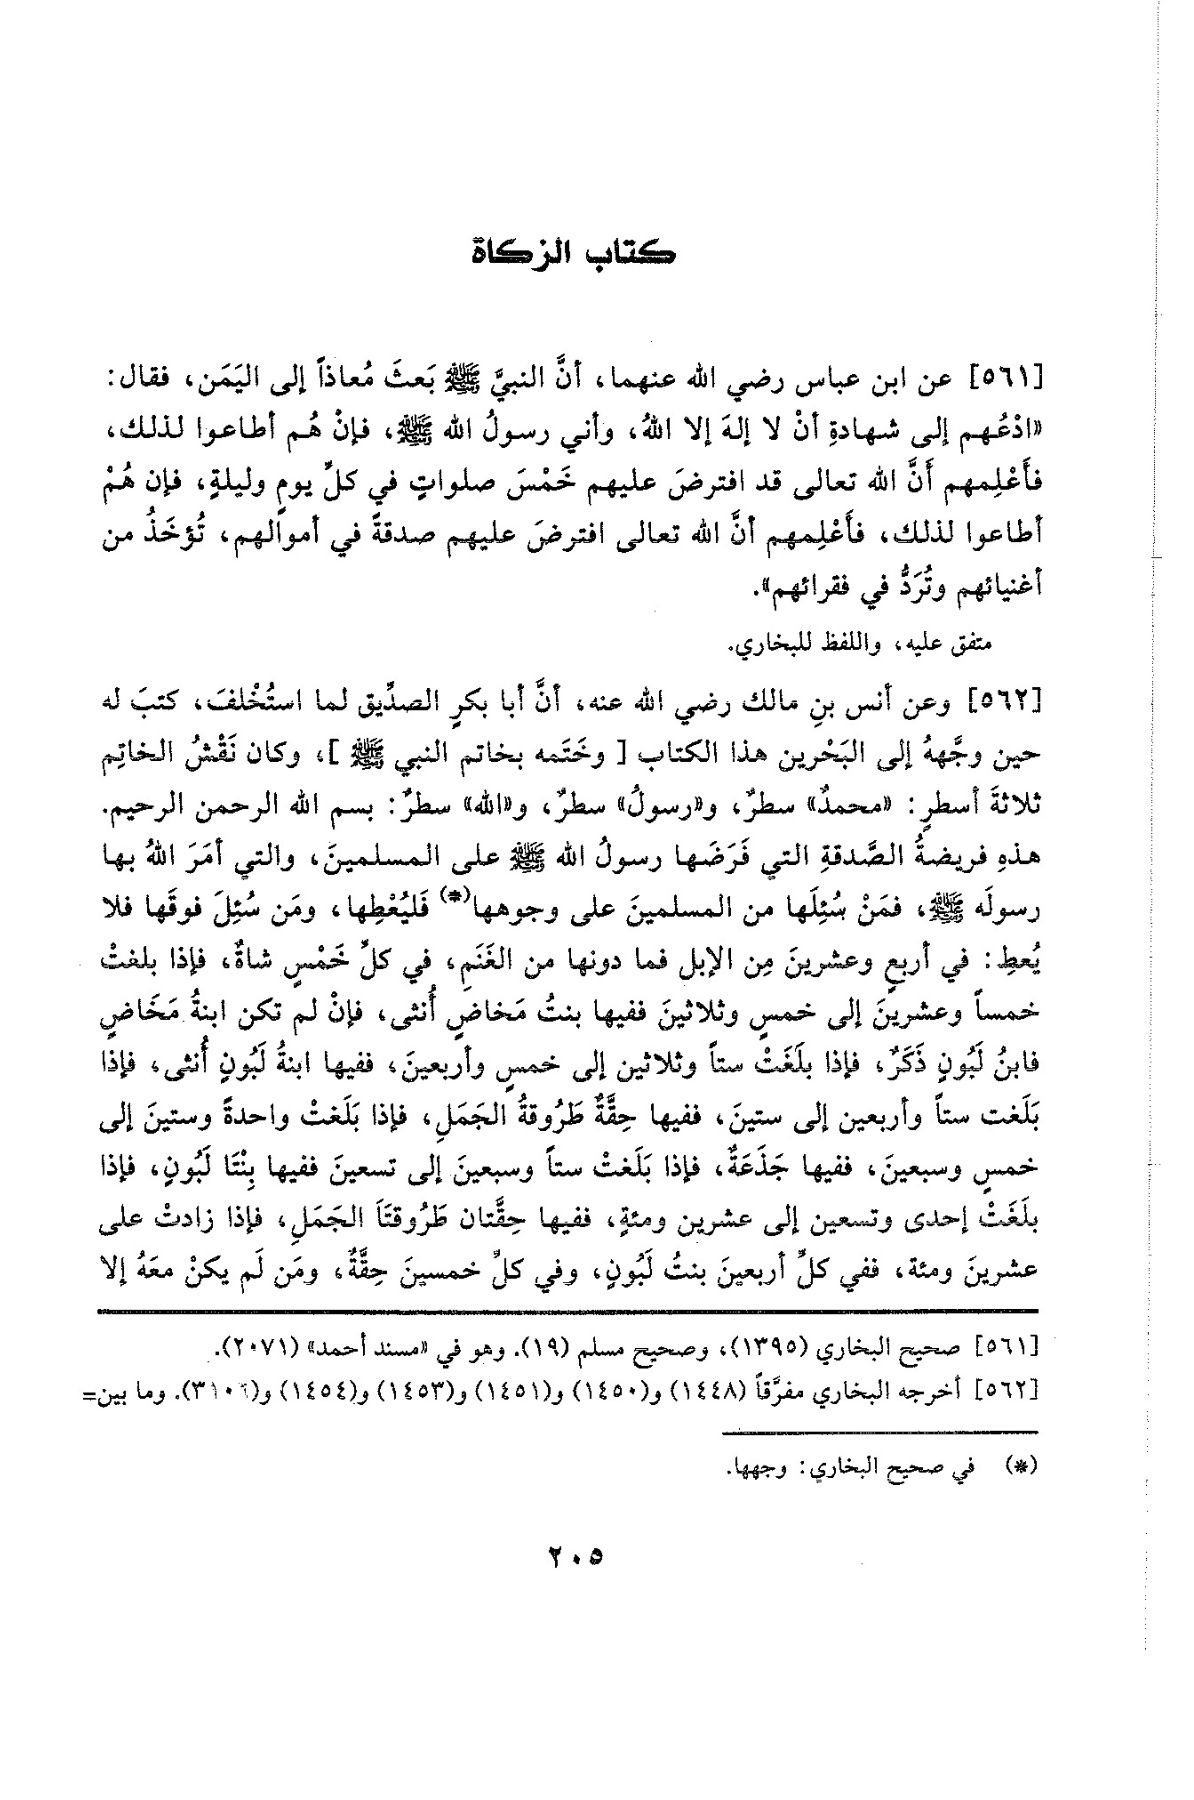 كتاب الزكاة
[٥٦١] عن ابن عباس رضي الله عنهما، أنَّ النبيَّ ﷺ بَعثَ مُعاذاً إلى اليَمَن، فقال:
«ادْعُهم إلى شهادةِ أنْ لا إلهَ إلا اللهُ، وأني رسولُ الله ﷺ، فإنْ هُم أطاعوا لذلك،
فأَعْلِمهم أَنَّ الله تعالى قد افترضَ عليهم خَمْسَ صلواتٍ في كلِّ يومٍ وليلةٍ، فإن هُمْ
أطاعوا لذلك، فأَعْلِمهم أنَّ الله تعالى افترضَ عليهم صدقةً في أموالهم، تُؤخَذُ من
أغنيائهم وتُرَدُّ في فقرائهم».
متفق عليه، واللفظ للبخاري.
[٥٦٢] وعن أنس بنِ مالك رضي الله عنه، أنَّ أبا بكرٍ الصدِّيق لما استُخْلفَ، كتبَ له
حين وجَّههُ إلى البَحْرين هذا الكتاب [ وخَتَمه بخاتم النبي ﷺ ]، وكان نَقْشُ الخاتِم
ثلاثةَ أسطرٍ: «محمدٌ» سطرٌ، و«رسولُ» سطرٌ، و«الله» سطرٌ: بسم الله الرحمن الرحيم.
هذهِ فريضةُ الصَّدقةِ التي فَرَضَها رسولُ الله ﷺ على المسلمينَ، والتي أمَرَ اللهُ بها
رسولَه ﷺ، فمَنْ سُئِلَها من المسلمينَ على وجوهها(*) فَليُعْطِها، ومَن سُئِلَ فوقَها فلا
يُعطِ: في أربعٍ وعشرينَ مِن الإبل فما دونها من الغَنَمِ، في كلِّ خَمْسٍ شاةٌ، فإذا بلغتْ
خمساً وعشرينَ إلى خمسٍ وثلاثينَ ففيها بنتُ مَخاضٍ أُنثى، فإنْ لم تكن ابنةُ مَخَاضٍ
فابنُ لَبُونٍ ذَكَرٌ، فإذا بلَغَتْ ستاً وثلاثين إلى خمسٍ وأربعينَ، ففيها ابنةُ لَبُونٍ أُنثى، فإذا
بَلَغت ستاً وأربعين إلى ستينَ، ففيها حِقَّةٌ طَرُوقةُ الجَمَلِ، فإذا بَلَغتْ واحدةً وستينَ إلى
خمسٍ وسبعينَ، ففيها جَذَعَةٌ، فإذا بَلَغتْ ستاً وسبعينَ إلى تسعينَ ففيها بِنْتَا لَبُونٍ، فإذا
بلَغَتْ إحدى وتسعين إلى عشرين ومئةٍ، ففيها حِقَّتان طَرُوقتَا الجَمَلِ، فإذا زادتْ على
عشرينَ ومئة، ففي كلِّ أربعينَ بنتُ لَبُونٍ، وفي كلِّ خمسينَ حِقَّةٌ، ومَن لَم يكنْ معَهُ إلا
[٥٦١] صحيح البخاري (١٣٩٥)، وصحيح مسلم (١٩). وهو في «مسند أحمد» (٢٠٧١).
[٥٦٢] أخرجه البخاري مفرَّقاً (١٤٤٨) و(١٤٥٠) و(١٤٥١) و(١٤٥٣) و(١٤٥٤) و(٣١٠٦). وما بين=
(*) في صحيح البخاري: وجهها.
٢٠٥